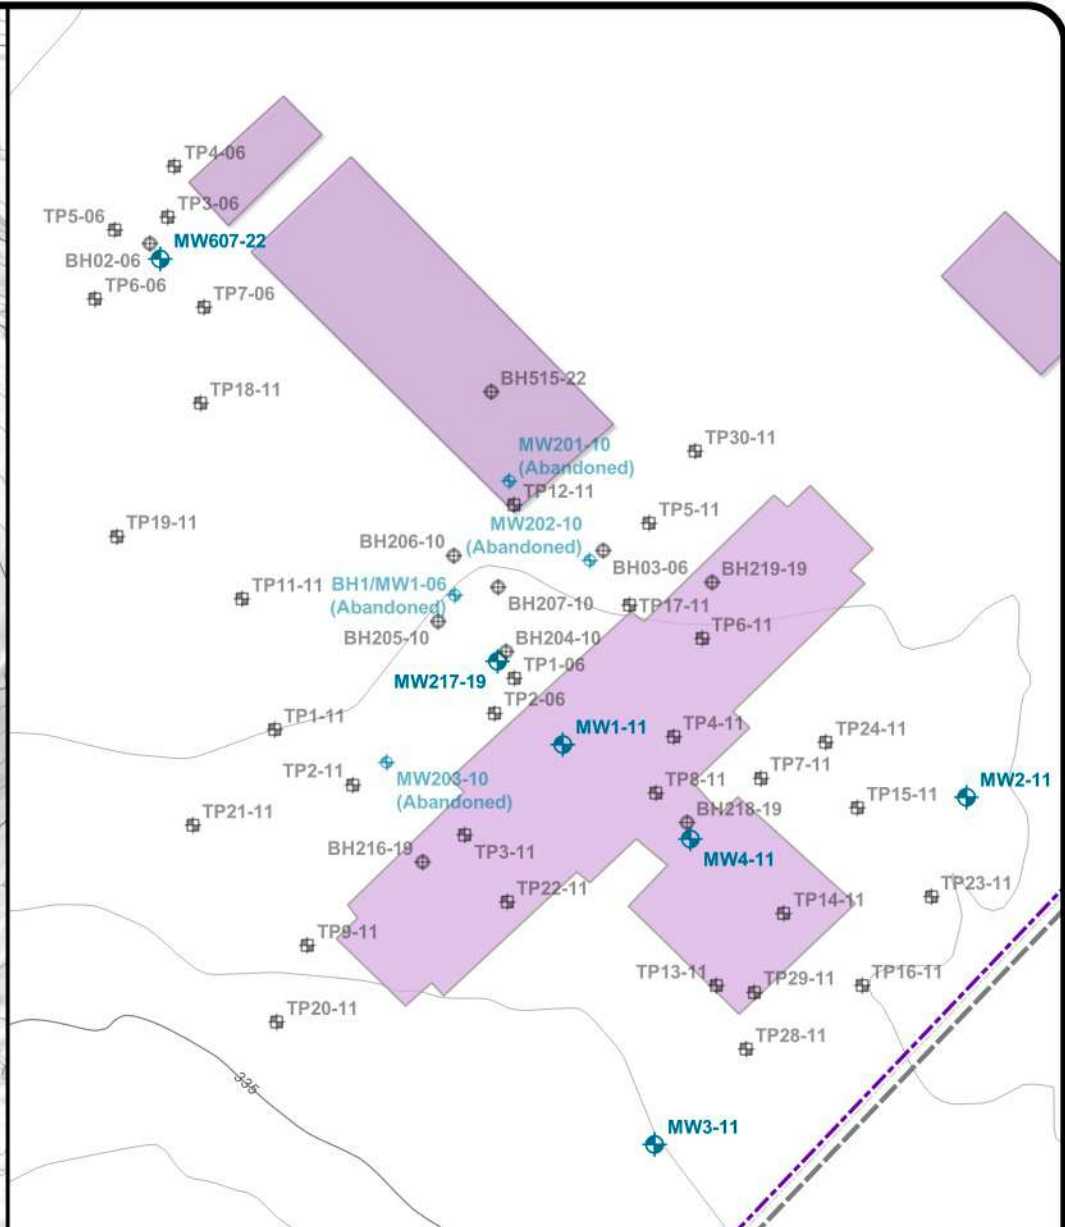 TP4-06
TP3-06
TP5-06
MW607-22
BH02-06
TP6-06
TP7-06
BH515-22
TP18-11
TP30-11
MW201-10
(Abandoned)
TP12-11
TP5-11
TP19-11
MW202-10
(Abandoned)
BH206-10
BH03-06
BH219-19
TP11-11
BH1/MW1-06
(Abandoned)
BH207-10
TP17-11
BH205-10
BH204-10
TP6-11
TP1-06
MW217-19
TP2-06
TP1-11
MW1-11
TP4-11
TP24-11
TP2-11
MW203-10
(Abandoned)
TP8-11
TP7-11
MW2-11
TP15-11
TP21-11
BH218-19
BH216-19
TP3-11
MW4-11
TP22-11
TP14-11
TP23-11
TP9-11
TP13-11
TP29-11
TP16-11
TP20-11
TP28-11
335
MW3-11